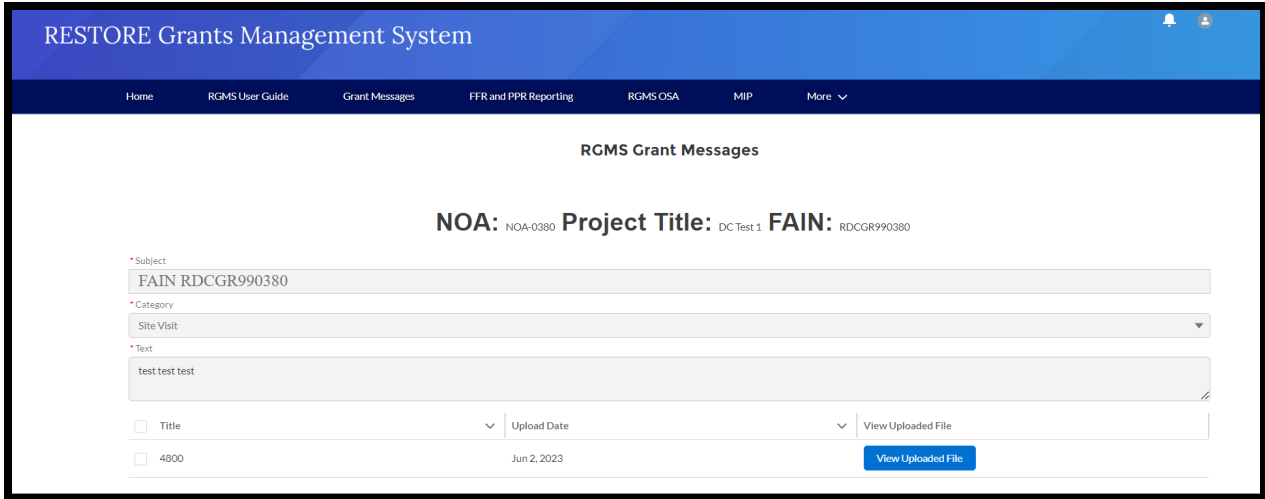 RESTORE Grants Management System
Home RGMS User Guide Grant Messages FFR and PPR Reporting RGMS OSA MIP More
RGMS Grant Messages
NOA: NOA-0380 Project Title: DC Test 1 FAIN: RDCGR990380
* Subject
FAIN RDCGR990380
* Category
Site Visit
* Text
test test test
Title Upload Date View Uploaded File
4800 Jun 2, 2023 View Uploaded File